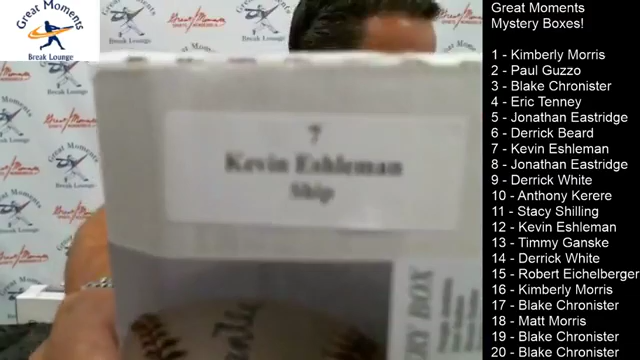 Great Moments
Break Lounge
7
Kevin Eshleman
Ship
RY BOX
Great Moments
Mystery Boxes!
1 - Kimberly Morris
2 - Paul Guzzo
3 - Blake Chronister
4 - Eric Tenney
5 - Jonathan Eastridge
6 - Derrick Beard
7 - Kevin Eshleman
8 - Jonathan Eastridge
9 - Derrick White
10 - Anthony Kerere
11 - Stacy Shilling
12 - Kevin Eshleman
13 - Timmy Ganske
14 - Derrick White
15 - Robert Eichelberger
16 - Kimberly Morris
17 - Blake Chronister
18 - Matt Morris
19 - Blake Chronister
20 - Blake Chronister